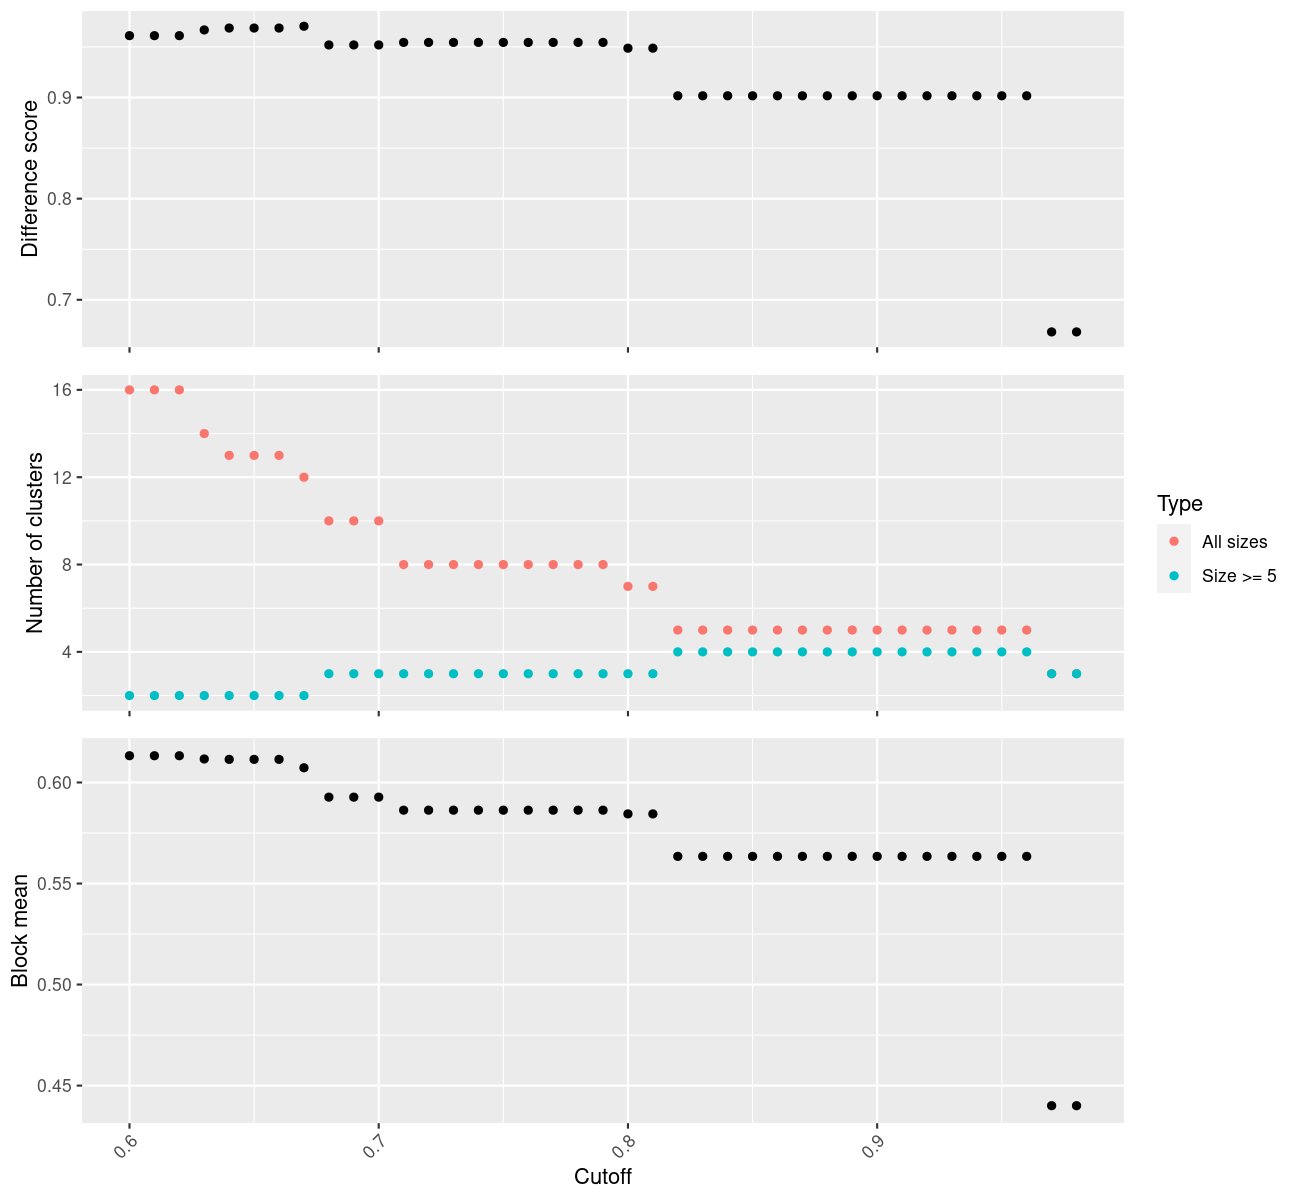 Difference score
0.9
0.8
0.7
Number of clusters
16
12
8
4
Type
All sizes
Size >= 5
Block mean
0.60
0.55
0.50
0.45
0.6
0.7
0.8
0.9
Cutoff